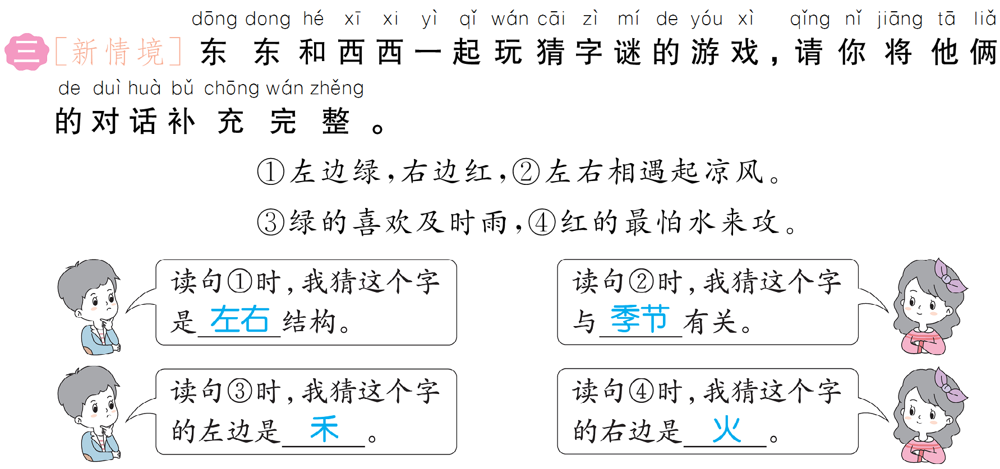 dōng dong hé xī xi yì qǐ wán cāi zì mí de yóu xì qǐng nǐ jiāng tā liǎ
三[新情境]东东和西西一起玩猜字谜的游戏，请你将他俩
de duì huà bǔ chōng wán zhěng
的对话补充完整。
①左边绿，右边红，②左右相遇起凉风。
③绿的喜欢及时雨，④红的最怕水来攻。
读句①时，我猜这个字
是左右结构。
读句②时，我猜这个字
与季节有关。
读句③时，我猜这个字
的左边是禾。
读句④时，我猜这个字
的右边是火。